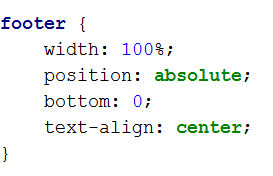 footer {
    width: 100%;
    position: absolute;
    bottom: 0;
    text-align: center;
}